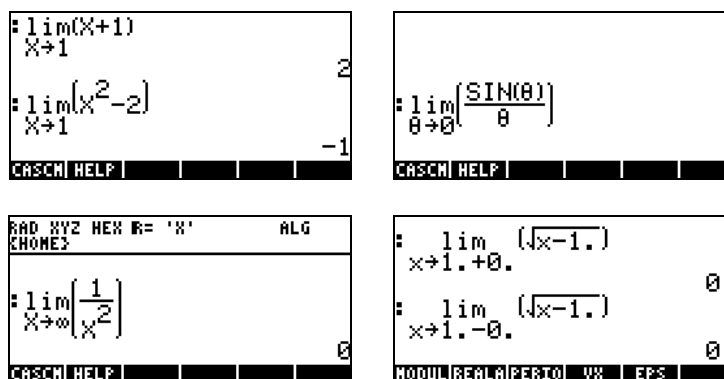 :lim(X+1)
X→1
2
:lim(X²-2)
X→1
-1
CASCM HELP
:lim(SIN(θ)/θ)
θ→0
CASCM HELP
RAD XYZ HEX R= 'X' ALG
{HOME}
:lim(1/X²)
X→∞
0
CASCM HELP
: lim (√x-1.)
x→1.+0.
0
: lim (√x-1.)
x→1.-0.
0
MODUL REALA PERIO VX EPS